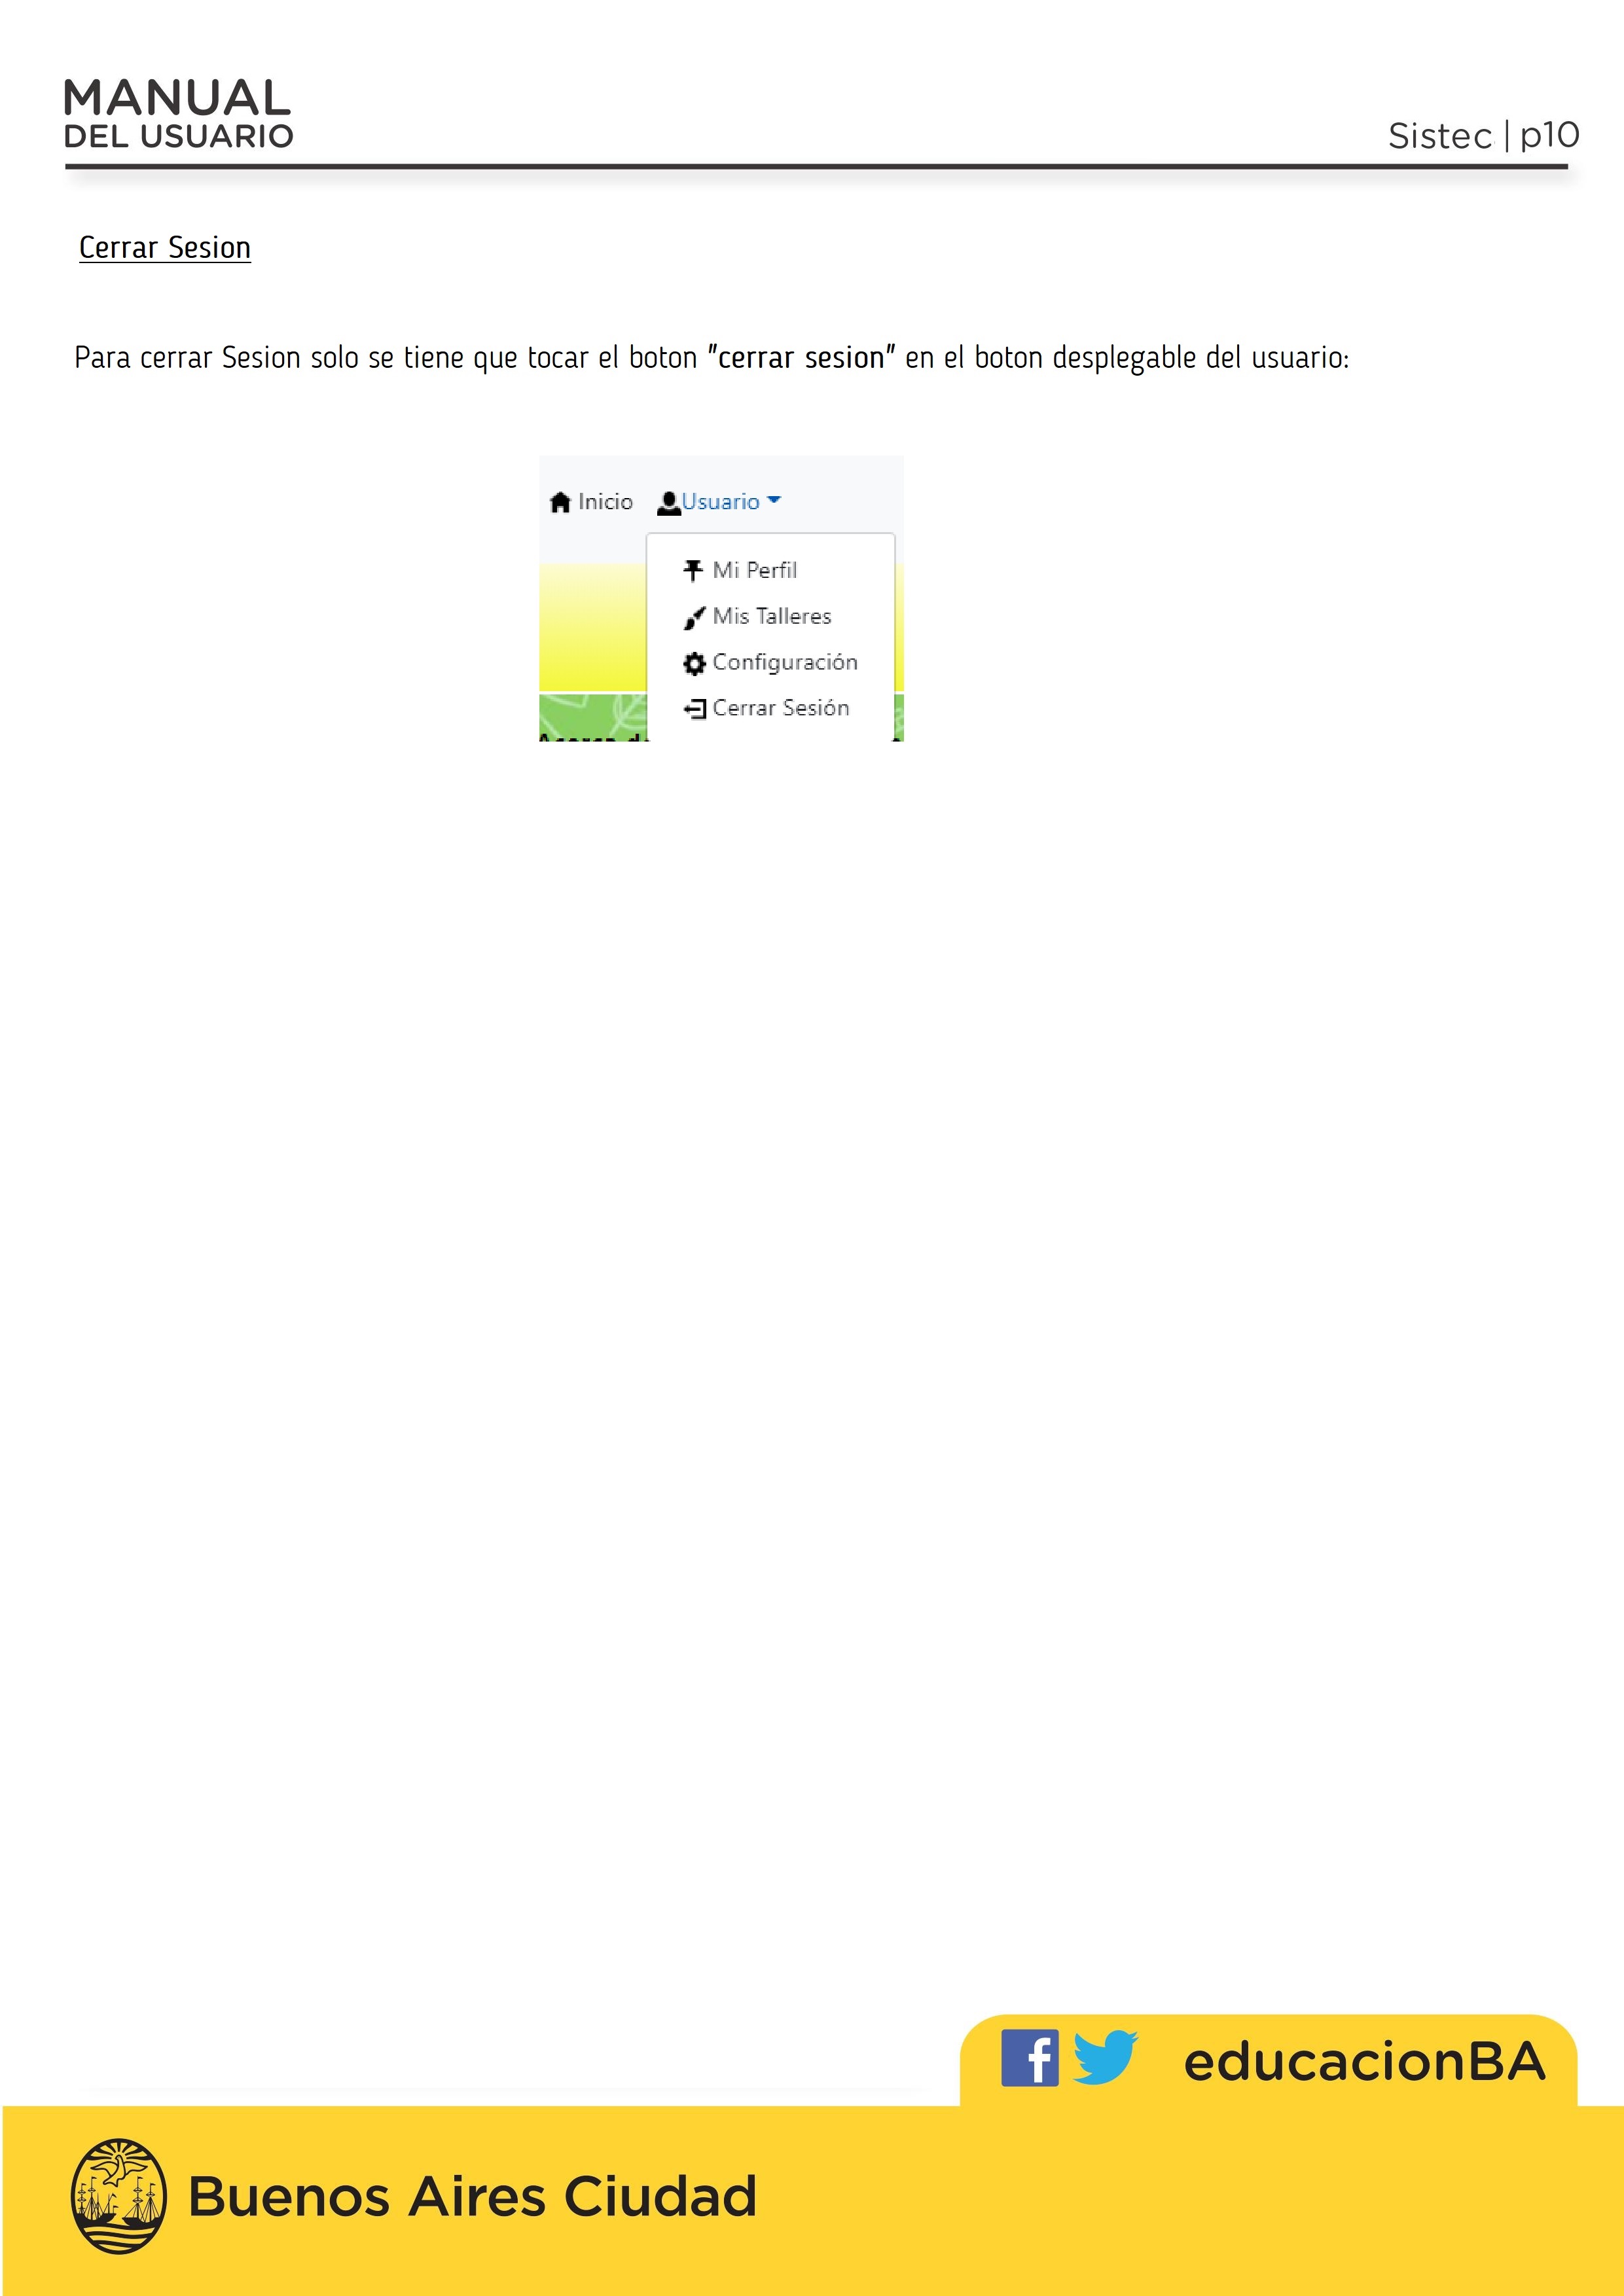 MANUAL
DEL USUARIO
Sistec | p10
Cerrar Sesion
Para cerrar Sesion solo se tiene que tocar el boton "cerrar sesion" en el boton desplegable del usuario:
Inicio Usuario
Mi Perfil
Mis Talleres
Configuración
Cerrar Sesión
educacionBA
Buenos Aires Ciudad